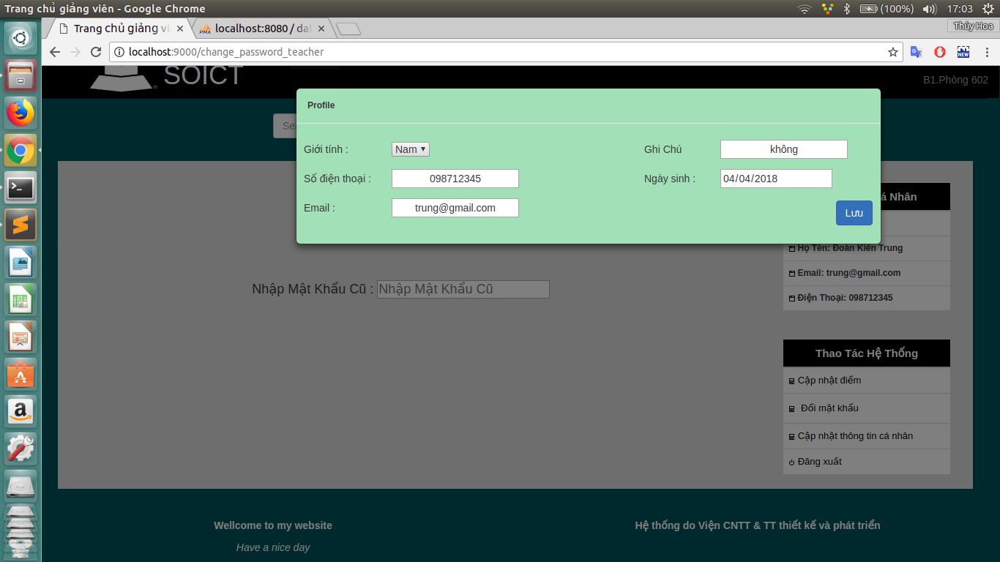 Trang chủ giảng viên - Google Chrome
(100%) 17:03
Trang chủ giảng vi
localhost:8080 / dat
Thúy Hoa
localhost:9000/change_password_teacher
NEW
SOICT
B1.Phòng 602
Profile
Giới tính : Nam Ghi Chú không
Số điện thoại : 098712345 Ngày sinh : 04/04/2018
Email : trung@gmail.com Lưu
Nhân
Họ Tên: Đoàn Kiên Trung
Email: trung@gmail.com
Điện Thoại: 098712345
Nhập Mật Khẩu Cũ : Nhập Mật Khẩu Cũ
Thao Tác Hệ Thống
Cập nhật điểm
Đổi mật khẩu
Cập nhật thông tin cá nhân
Đăng xuất
Wellcome to my website
Have a nice day
Hệ thống do Viện CNTT & TT thiết kế và phát triển